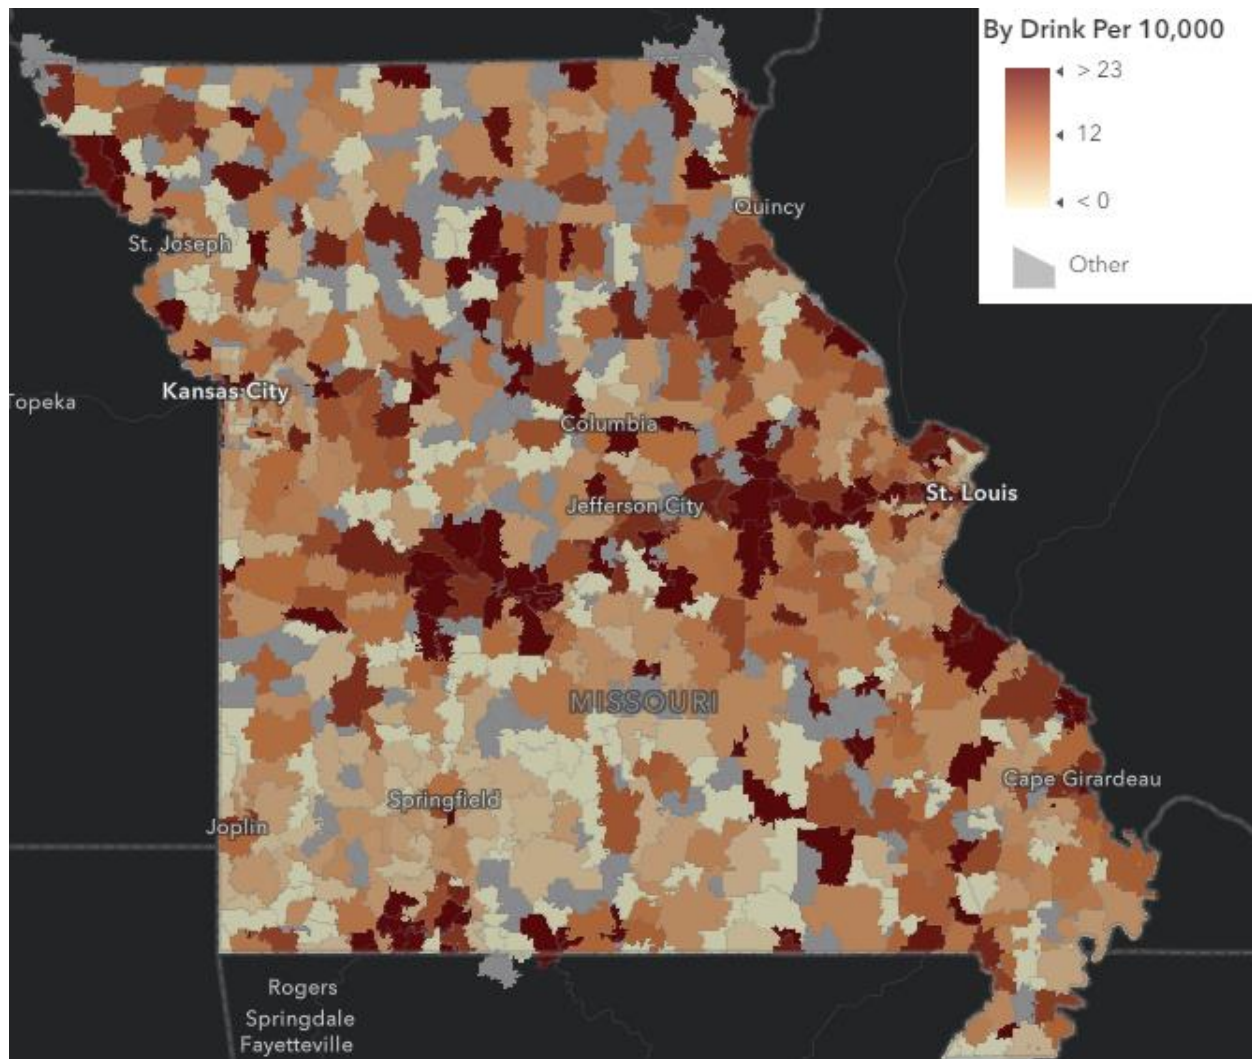 By Drink Per 10,000
> 23
12
< 0
Other
Quincy
St. Joseph
Kansas City
Topeka
Columbia
St. Louis
Jefferson City
MISSOURI
Cape Girardeau
Springfield
Joplin
Rogers
Springdale
Fayetteville